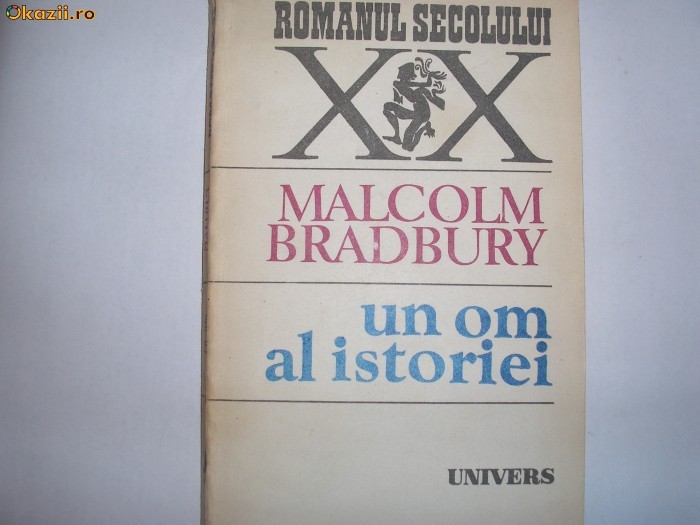 Okazii.ro
ROMANUL SECOLULUI
XX
MALCOLM
BRADBURY
un om
al istoriei
UNIVERS